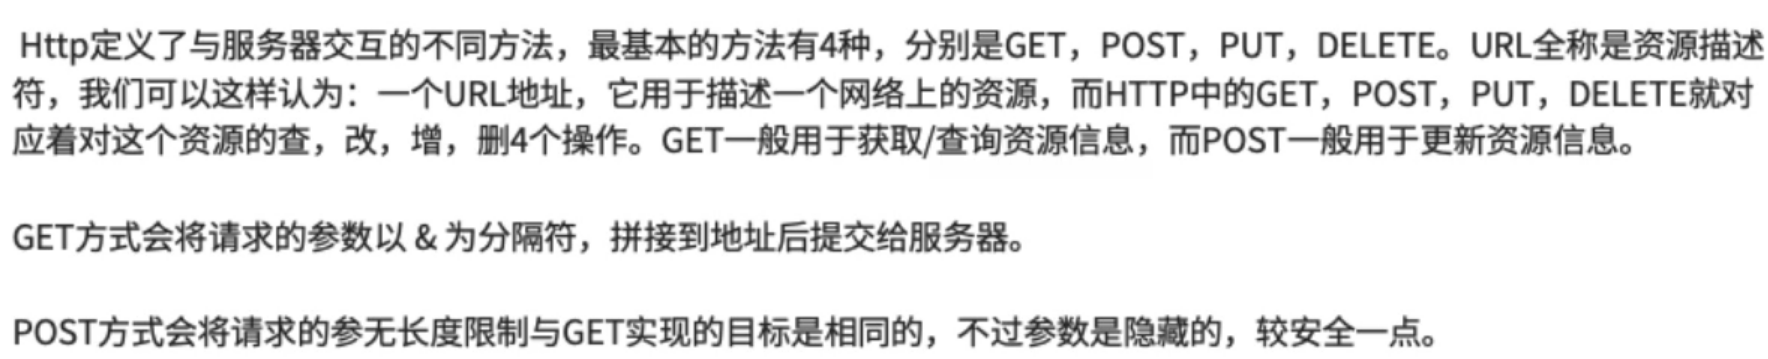 Http定义了与服务器交互的不同方法，最基本的方法有4种，分别是GET，POST，PUT，DELETE。URL全称是资源描述
符，我们可以这样认为：一个URL地址，它用于描述一个网络上的资源，而HTTP中的GET，POST，PUT，DELETE就对
应着对这个资源的查，改，增，删4个操作。GET一般用于获取/查询资源信息，而POST一般用于更新资源信息。
GET方式会将请求的参数以 & 为分隔符，拼接到地址后提交给服务器。
POST方式会将请求的参无长度限制与GET实现的目标是相同的，不过参数是隐藏的，较安全一点。